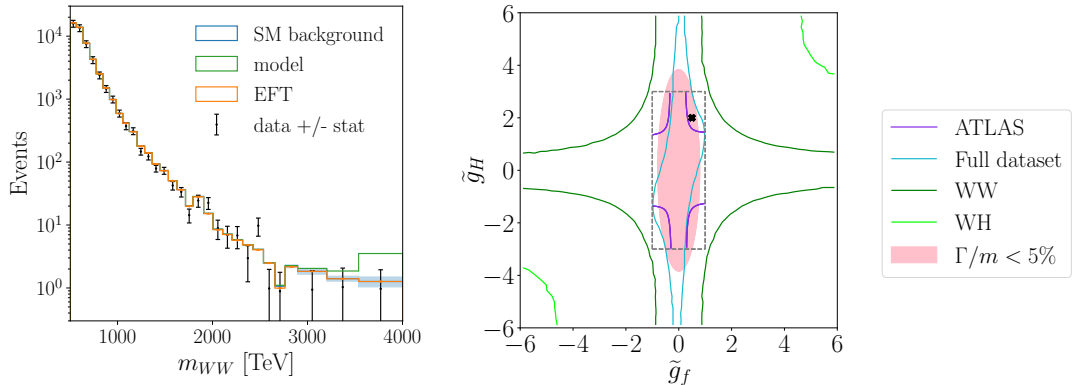 Events
10^4
10^3
10^2
10^1
10^0
SM background
model
EFT
data +/- stat
1000 2000 3000 4000
m_{WW} [TeV]
g̃_H
6
4
2
0
−2
−4
−6
−6 −4 −2 0 2 4 6
g̃_f
ATLAS
Full dataset
WW
WH
Γ/m < 5%